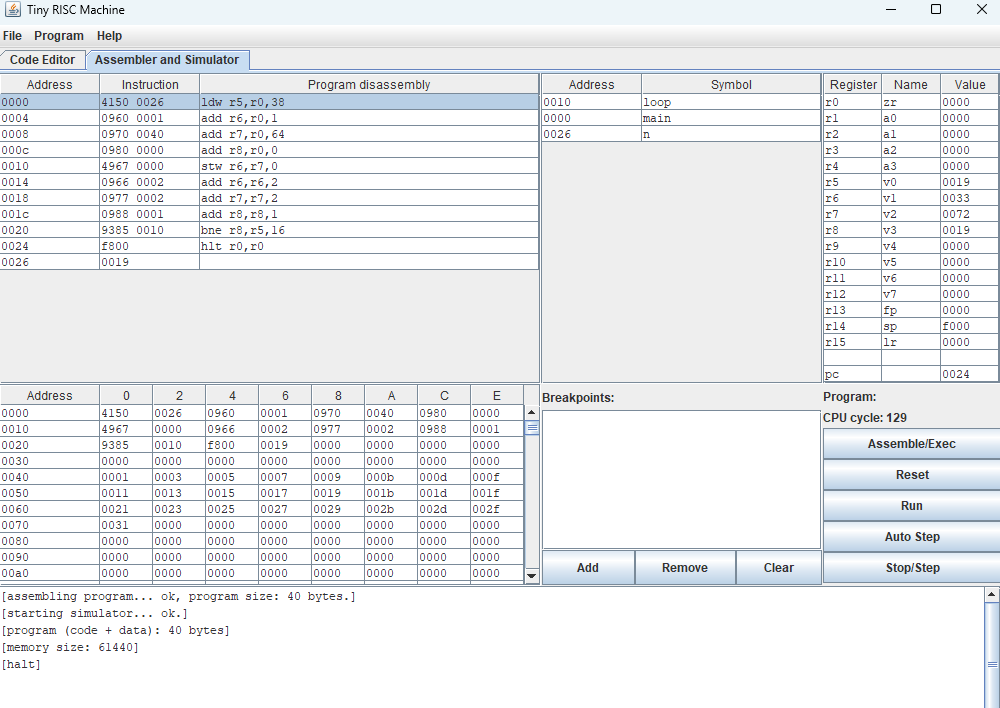 Tiny RISC Machine
File Program Help
Code Editor Assembler and Simulator
Address Instruction Program disassembly
0000 4150 0026 ldw r5,r0,38
0004 0960 0001 add r6,r0,1
0008 0970 0040 add r7,r0,64
000c 0980 0000 add r8,r0,0
0010 4967 0000 stw r6,r7,0
0014 0966 0002 add r6,r6,2
0018 0977 0002 add r7,r7,2
001c 0988 0001 add r8,r8,1
0020 9385 0010 bne r8,r5,16
0024 f800 hlt r0,r0
0026 0019
Address Symbol
0010 loop
0000 main
0026 n
Register Name Value
r0 zr 0000
r1 a0 0000
r2 a1 0000
r3 a2 0000
r4 a3 0000
r5 v0 0019
r6 v1 0033
r7 v2 0072
r8 v3 0019
r9 v4 0000
r10 v5 0000
r11 v6 0000
r12 v7 0000
r13 fp 0000
r14 sp f000
r15 lr 0000
pc 0024
Address 0 2 4 6 8 A C E
0000 4150 0026 0960 0001 0970 0040 0980 0000
0010 4967 0000 0966 0002 0977 0002 0988 0001
0020 9385 0010 f800 0019 0000 0000 0000 0000
0030 0000 0000 0000 0000 0000 0000 0000 0000
0040 0001 0003 0005 0007 0009 000b 000d 000f
0050 0011 0013 0015 0017 0019 001b 001d 001f
0060 0021 0023 0025 0027 0029 002b 002d 002f
0070 0031 0000 0000 0000 0000 0000 0000 0000
0080 0000 0000 0000 0000 0000 0000 0000 0000
0090 0000 0000 0000 0000 0000 0000 0000 0000
00a0 0000 0000 0000 0000 0000 0000 0000 0000
Breakpoints:
Add Remove Clear
Program:
CPU cycle: 129
Assemble/Exec
Reset
Run
Auto Step
Stop/Step
[assembling program... ok, program size: 40 bytes.]
[starting simulator... ok.]
[program (code + data): 40 bytes]
[memory size: 61440]
[halt]